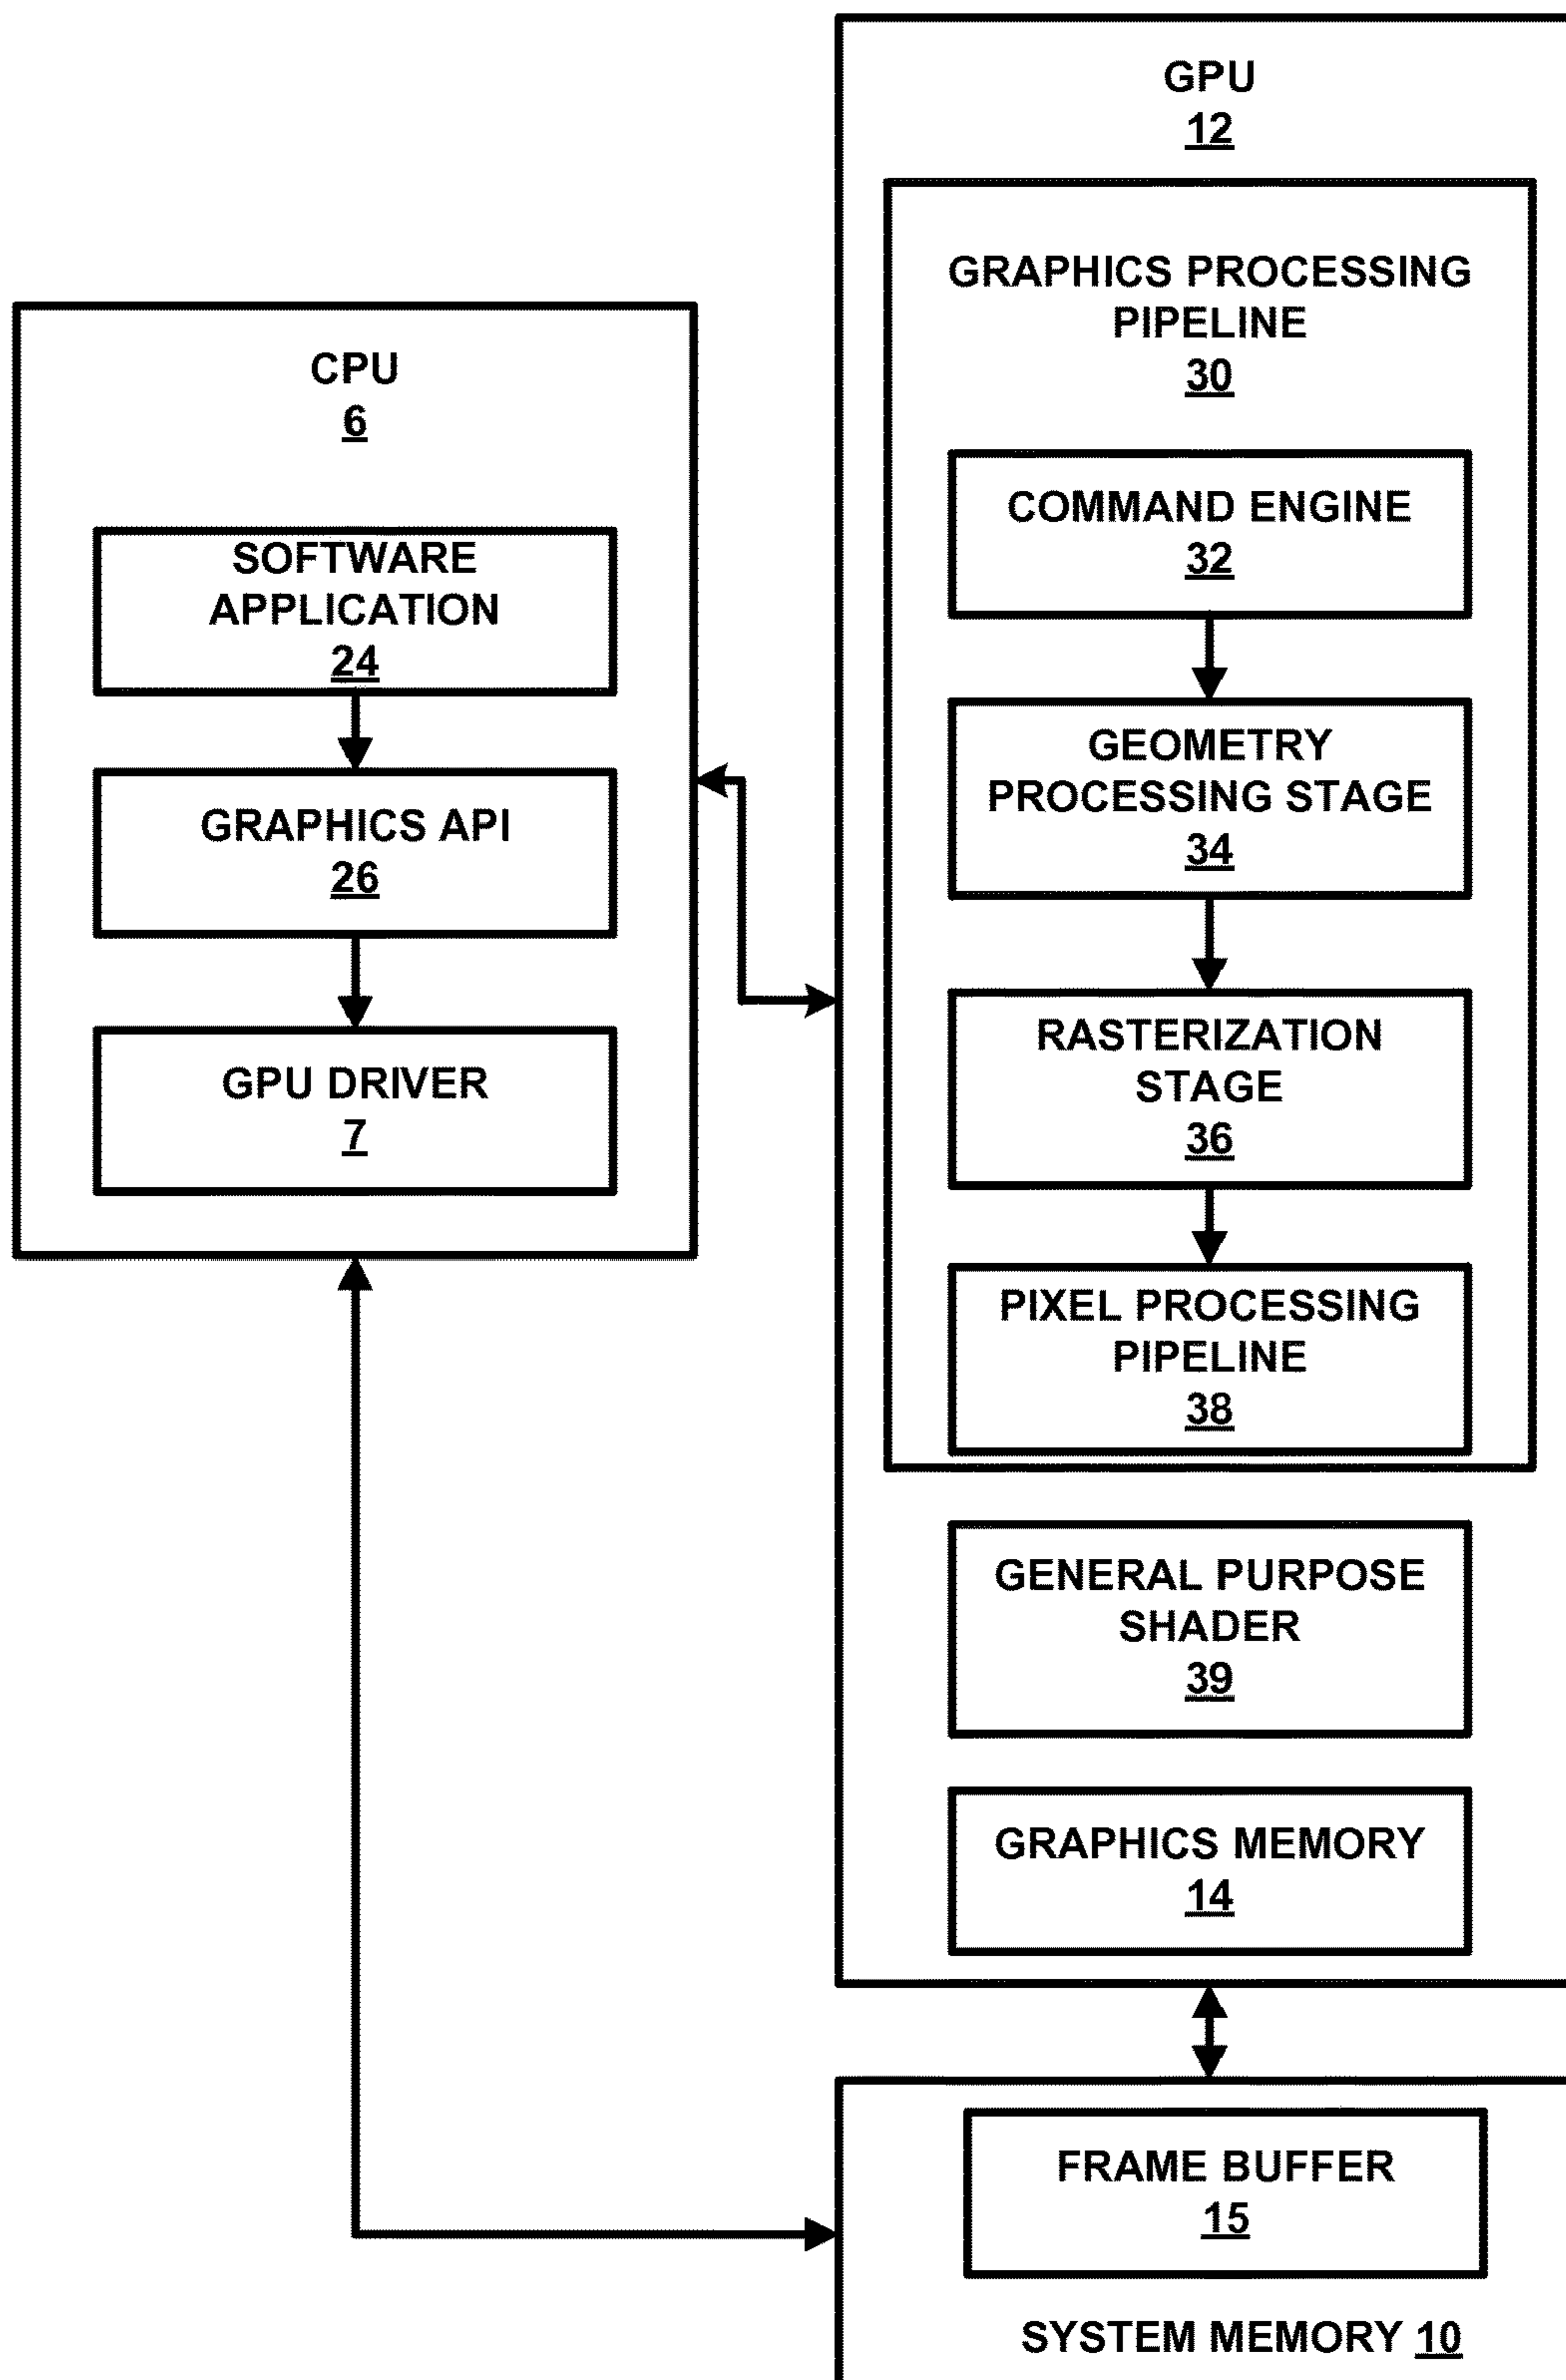 GPU
12
GRAPHICS PROCESSING
PIPELINE
30
COMMAND ENGINE
32
GEOMETRY
PROCESSING STAGE
34
RASTERIZATION
STAGE
36
PIXEL PROCESSING
PIPELINE
38
GENERAL PURPOSE
SHADER
39
GRAPHICS MEMORY
14
CPU
6
SOFTWARE
APPLICATION
24
GRAPHICS API
26
GPU DRIVER
7
FRAME BUFFER
15
SYSTEM MEMORY 10